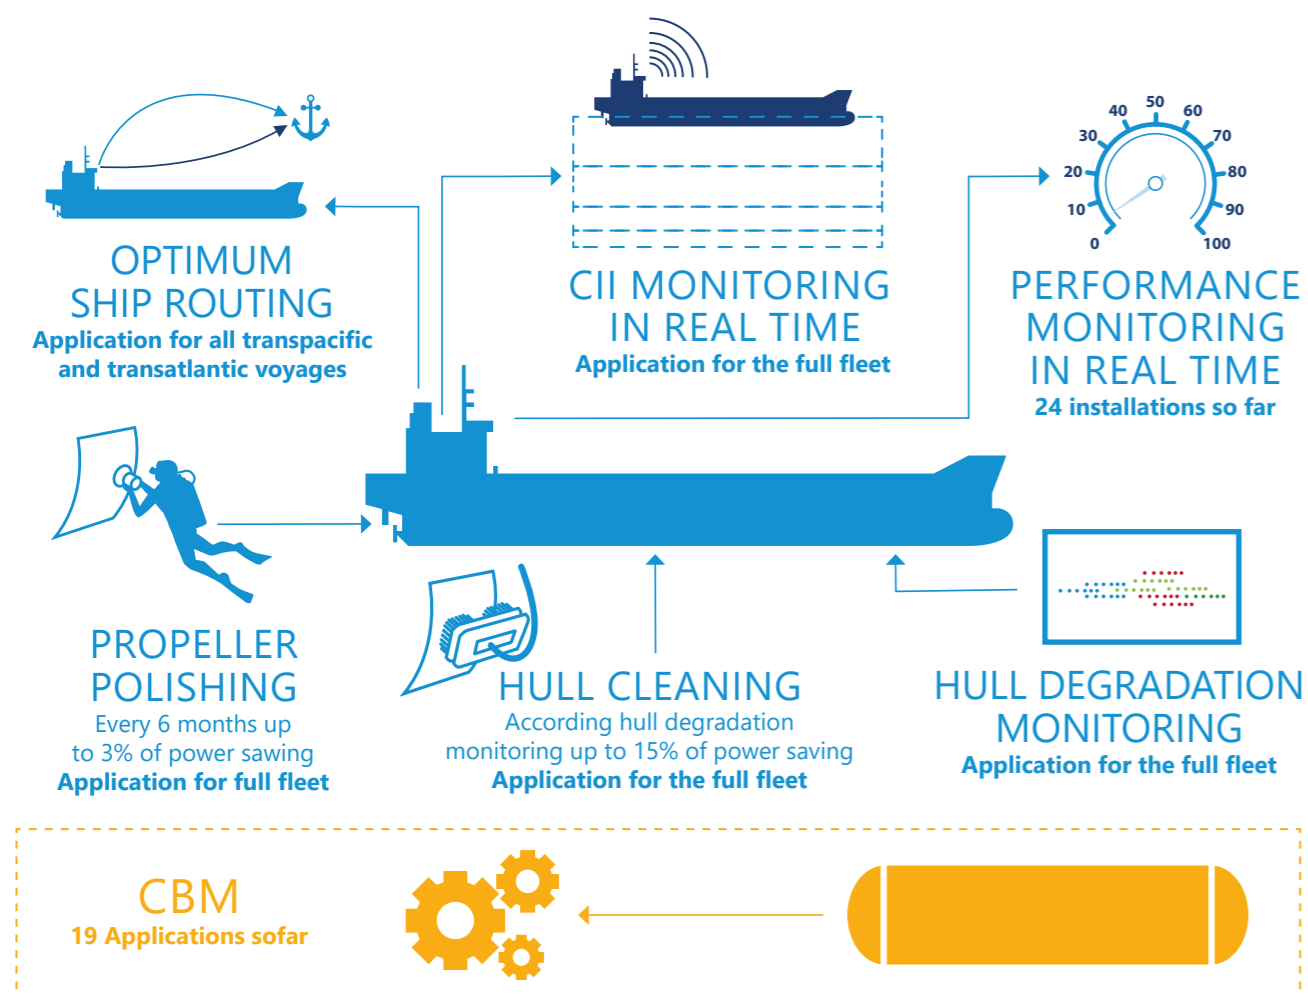 OPTIMUM
SHIP ROUTING
Application for all transpacific
and transatlantic voyages
CII MONITORING
IN REAL TIME
Application for the full fleet
0
10
20
30
40
50
60
70
80
90
100
PERFORMANCE
MONITORING
IN REAL TIME
24 installations so far
PROPELLER
POLISHING
Every 6 months up
to 3% of power sawing
Application for full fleet
HULL CLEANING
According hull degradation
monitoring up to 15% of power saving
Application for the full fleet
HULL DEGRADATION
MONITORING
Application for the full fleet
CBM
19 Applications sofar